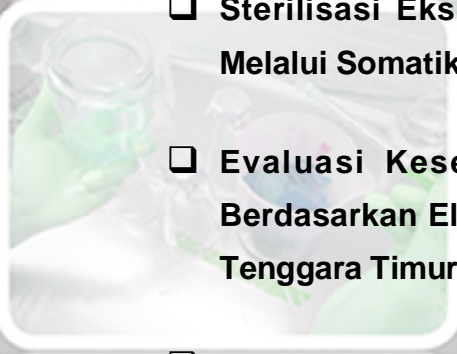 ❑ Sterilisasi Eks
Melalui Somatik
❑ Evaluasi Kese
Berdasarkan El
Tenggara Timur